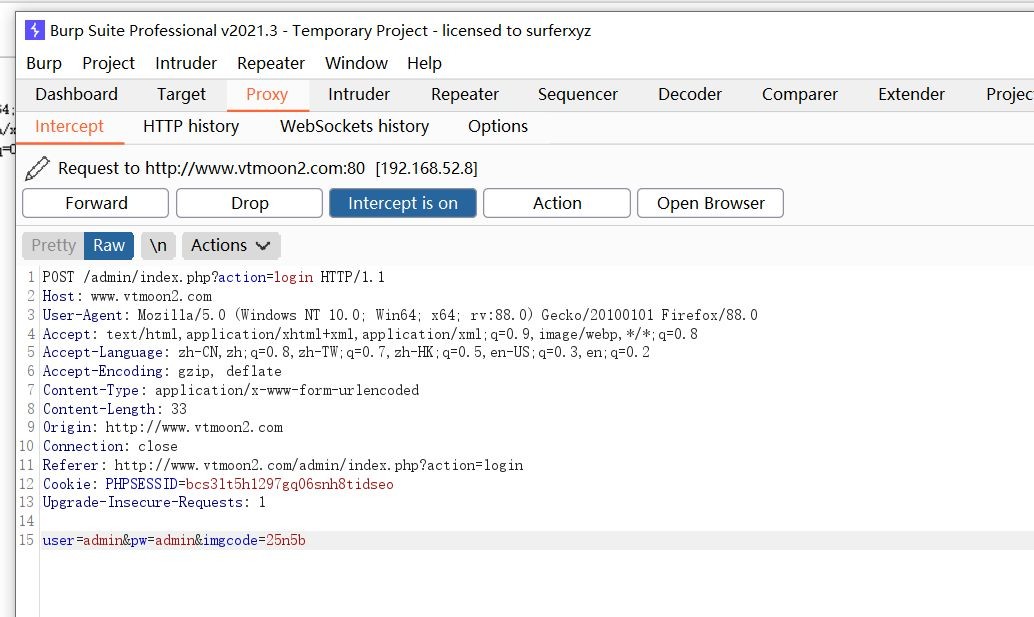 Burp Suite Professional v2021.3 - Temporary Project - licensed to surferxyz
Burp Project Intruder Repeater Window Help
Dashboard Target Proxy Intruder Repeater Sequencer Decoder Comparer Extender Projec
Intercept HTTP history WebSockets history Options
Request to http://www.vtmoon2.com:80 [192.168.52.8]
Forward Drop Intercept is on Action Open Browser
Pretty Raw \n Actions
1 POST /admin/index.php?action=login HTTP/1.1
2 Host: www.vtmoon2.com
3 User-Agent: Mozilla/5.0 (Windows NT 10.0; Win64; x64; rv:88.0) Gecko/20100101 Firefox/88.0
4 Accept: text/html,application/xhtml+xml,application/xml;q=0.9,image/webp,*/*;q=0.8
5 Accept-Language: zh-CN,zh;q=0.8,zh-TW;q=0.7,zh-HK;q=0.5,en-US;q=0.3,en;q=0.2
6 Accept-Encoding: gzip, deflate
7 Content-Type: application/x-www-form-urlencoded
8 Content-Length: 33
9 Origin: http://www.vtmoon2.com
10 Connection: close
11 Referer: http://www.vtmoon2.com/admin/index.php?action=login
12 Cookie: PHPSESSID=bcs31t5h1297gq06snh8tidseo
13 Upgrade-Insecure-Requests: 1
14
15 user=admin&pw=admin&imgcode=25n5b